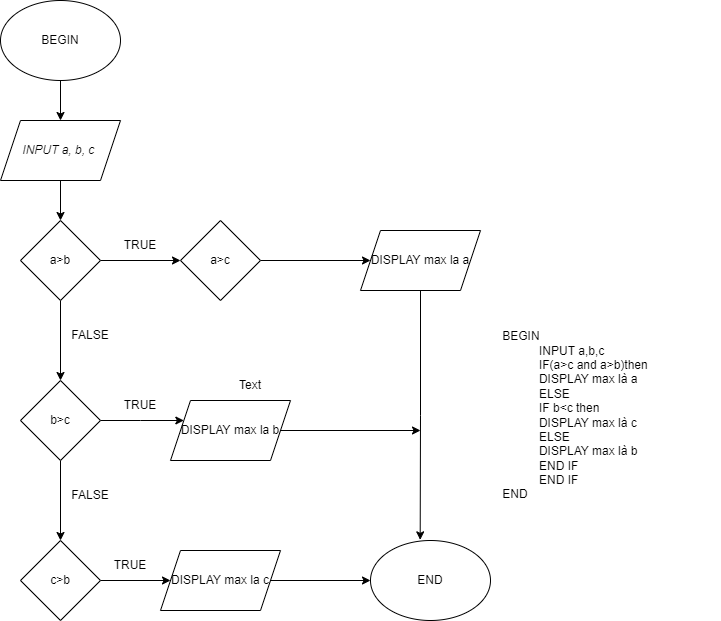 BEGIN
INPUT a, b, c
a>b
TRUE
a>c
DISPLAY max la a
FALSE
b>c
TRUE
Text
DISPLAY max la b
FALSE
c>b
TRUE
DISPLAY max la c
END
BEGIN
INPUT a,b,c
IF(a>c and a>b)then
DISPLAY max là a
ELSE
IF b<c then
DISPLAY max là c
ELSE
DISPLAY max là b
END IF
END IF
END